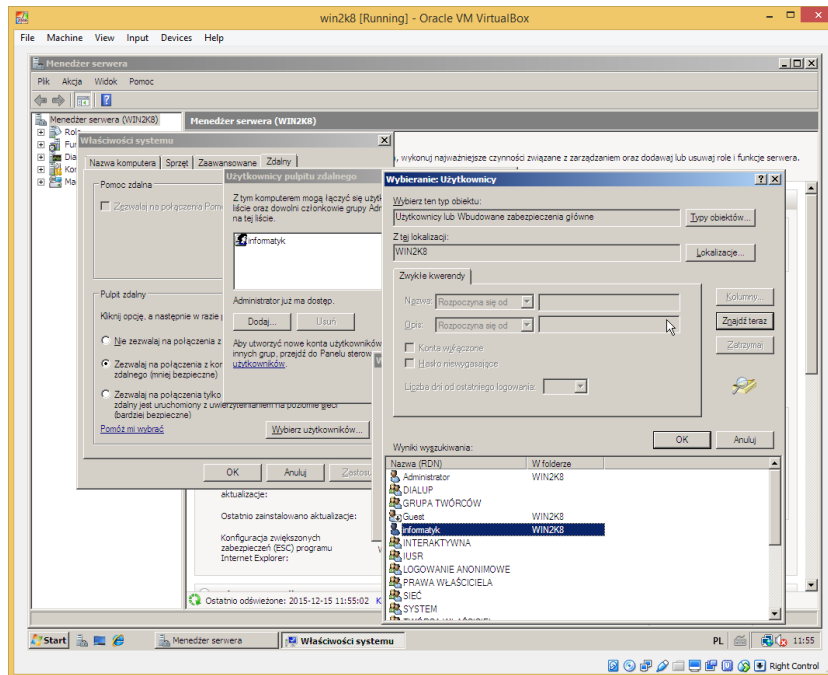 win2k8 [Running] - Oracle VM VirtualBox
File Machine View Input Devices Help
Menedżer serwera
Plik Akcja Widok Pomoc
Menedżer serwera (WIN2K8)
Menedżer serwera (WIN2K8)
, wykonuj najważniejsze czynności związane z zarządzaniem oraz dodawaj lub usuwaj role i funkcje serwera.
Właściwości systemu
Nazwa komputera Sprzęt Zaawansowane Zdalny
Pomoc zdalna
Zezwalaj na połączenia Pom
Pulpit zdalny
Kliknij opcję, a następnie w razie
Nie zezwalaj na połączenia z
Zezwalaj na połączenia z kor
zdalnego (mniej bezpieczne)
Zezwalaj na połączenia tylko
zdalny jest uruchomiony z uwierzytelnianiem na poziomie sieci
(bardziej bezpieczne)
Pomóż mi wybrać
Wybierz użytkowników...
OK Anuluj Zastosu
Użytkownicy pulpitu zdalnego
Z tym komputerem mogą łączyć się użytk
liście oraz dowolni członkowie grupy Adr
na tej liście.
informatyk
Administrator już ma dostęp.
Dodaj... Usuń
Aby utworzyć nowe konta użytkowników
innych grup, przejdź do Panelu sterow
użytkowników.
Wybieranie: Użytkownicy
Wybierz ten typ obiektu:
Użytkownicy lub Wbudowane zabezpieczenia główne
Typy obiektów...
Z tej lokalizacji:
WIN2K8
Lokalizacje...
Zwykłe kwerendy
Nazwa: Rozpoczyna się od
Opis: Rozpoczyna się od
Konta wyłączone
Hasło niewygasające
Liczba dni od ostatniego logowania:
Kolumny...
Znajdź teraz
Zatrzymaj
OK Anuluj
Wyniki wyszukiwania:
Nazwa (RDN) W folderze
Administrator WIN2K8
DIALUP
GRUPA TWÓRCÓW
Guest WIN2K8
informatyk WIN2K8
INTERAKTYWNA
IUSR
LOGOWANIE ANONIMOWE
PRAWA WŁAŚCICIELA
SIEĆ
SYSTEM
aktualizacje:
Ostatnio zainstalowano aktualizacje:
Konfiguracja zwiększonych
zabezpieczeń (ESC) programu
Internet Explorer:
Ostatnio odświeżone: 2015-12-15 11:55:02 K
Start Menedżer serwera Właściwości systemu PL 11:55
Right Control